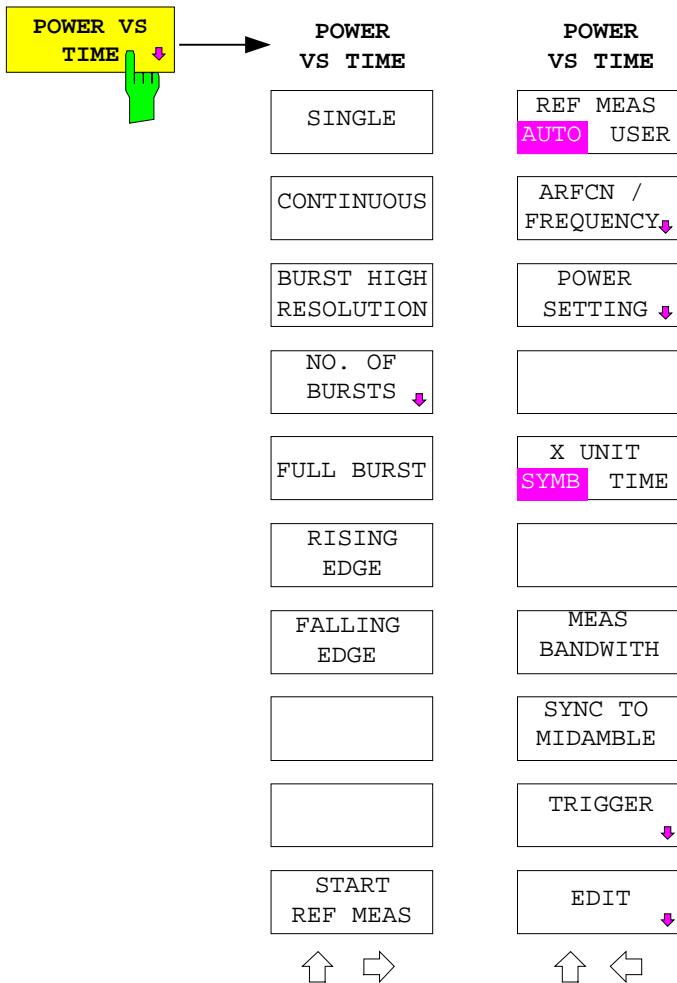 POWER VS
TIME
POWER
VS TIME
SINGLE
CONTINUOUS
BURST HIGH
RESOLUTION
NO. OF
BURSTS
FULL BURST
RISING
EDGE
FALLING
EDGE
START
REF MEAS
POWER
VS TIME
REF MEAS
AUTO USER
ARFCN /
FREQUENCY
POWER
SETTING
X UNIT
SYMB TIME
MEAS
BANDWITH
SYNC TO
MIDAMBLE
TRIGGER
EDIT